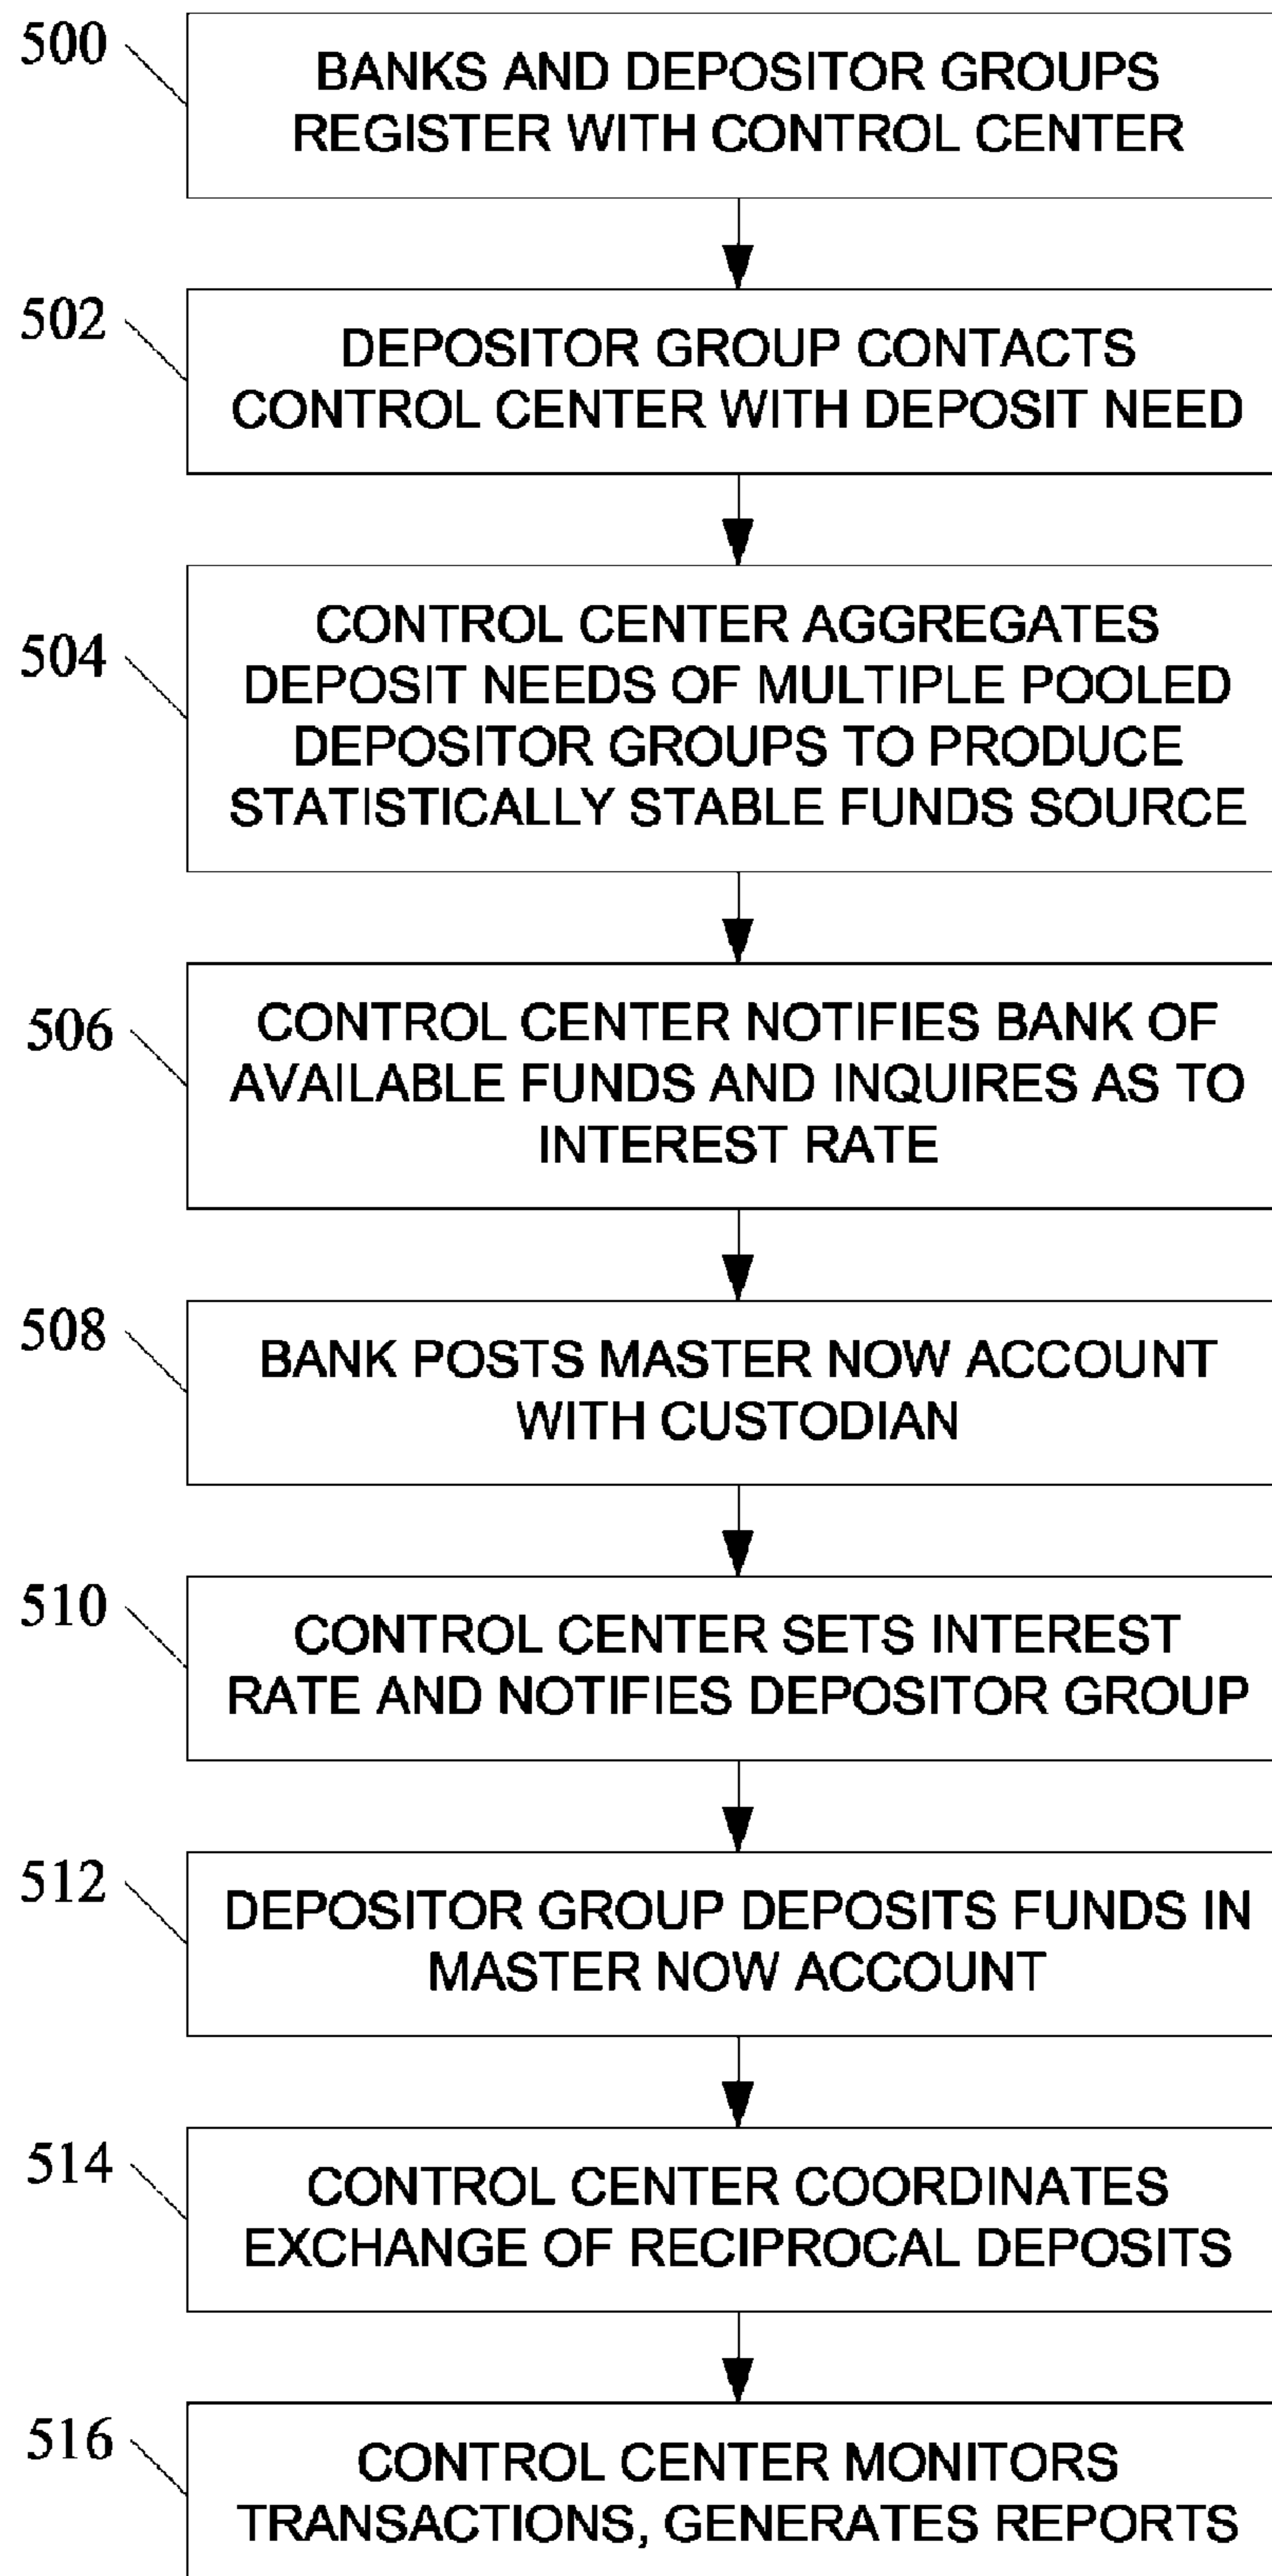 500
BANKS AND DEPOSITOR GROUPS
REGISTER WITH CONTROL CENTER
502
DEPOSITOR GROUP CONTACTS
CONTROL CENTER WITH DEPOSIT NEED
504
CONTROL CENTER AGGREGATES
DEPOSIT NEEDS OF MULTIPLE POOLED
DEPOSITOR GROUPS TO PRODUCE
STATISTICALLY STABLE FUNDS SOURCE
506
CONTROL CENTER NOTIFIES BANK OF
AVAILABLE FUNDS AND INQUIRES AS TO
INTEREST RATE
508
BANK POSTS MASTER NOW ACCOUNT
WITH CUSTODIAN
510
CONTROL CENTER SETS INTEREST
RATE AND NOTIFIES DEPOSITOR GROUP
512
DEPOSITOR GROUP DEPOSITS FUNDS IN
MASTER NOW ACCOUNT
514
CONTROL CENTER COORDINATES
EXCHANGE OF RECIPROCAL DEPOSITS
516
CONTROL CENTER MONITORS
TRANSACTIONS, GENERATES REPORTS